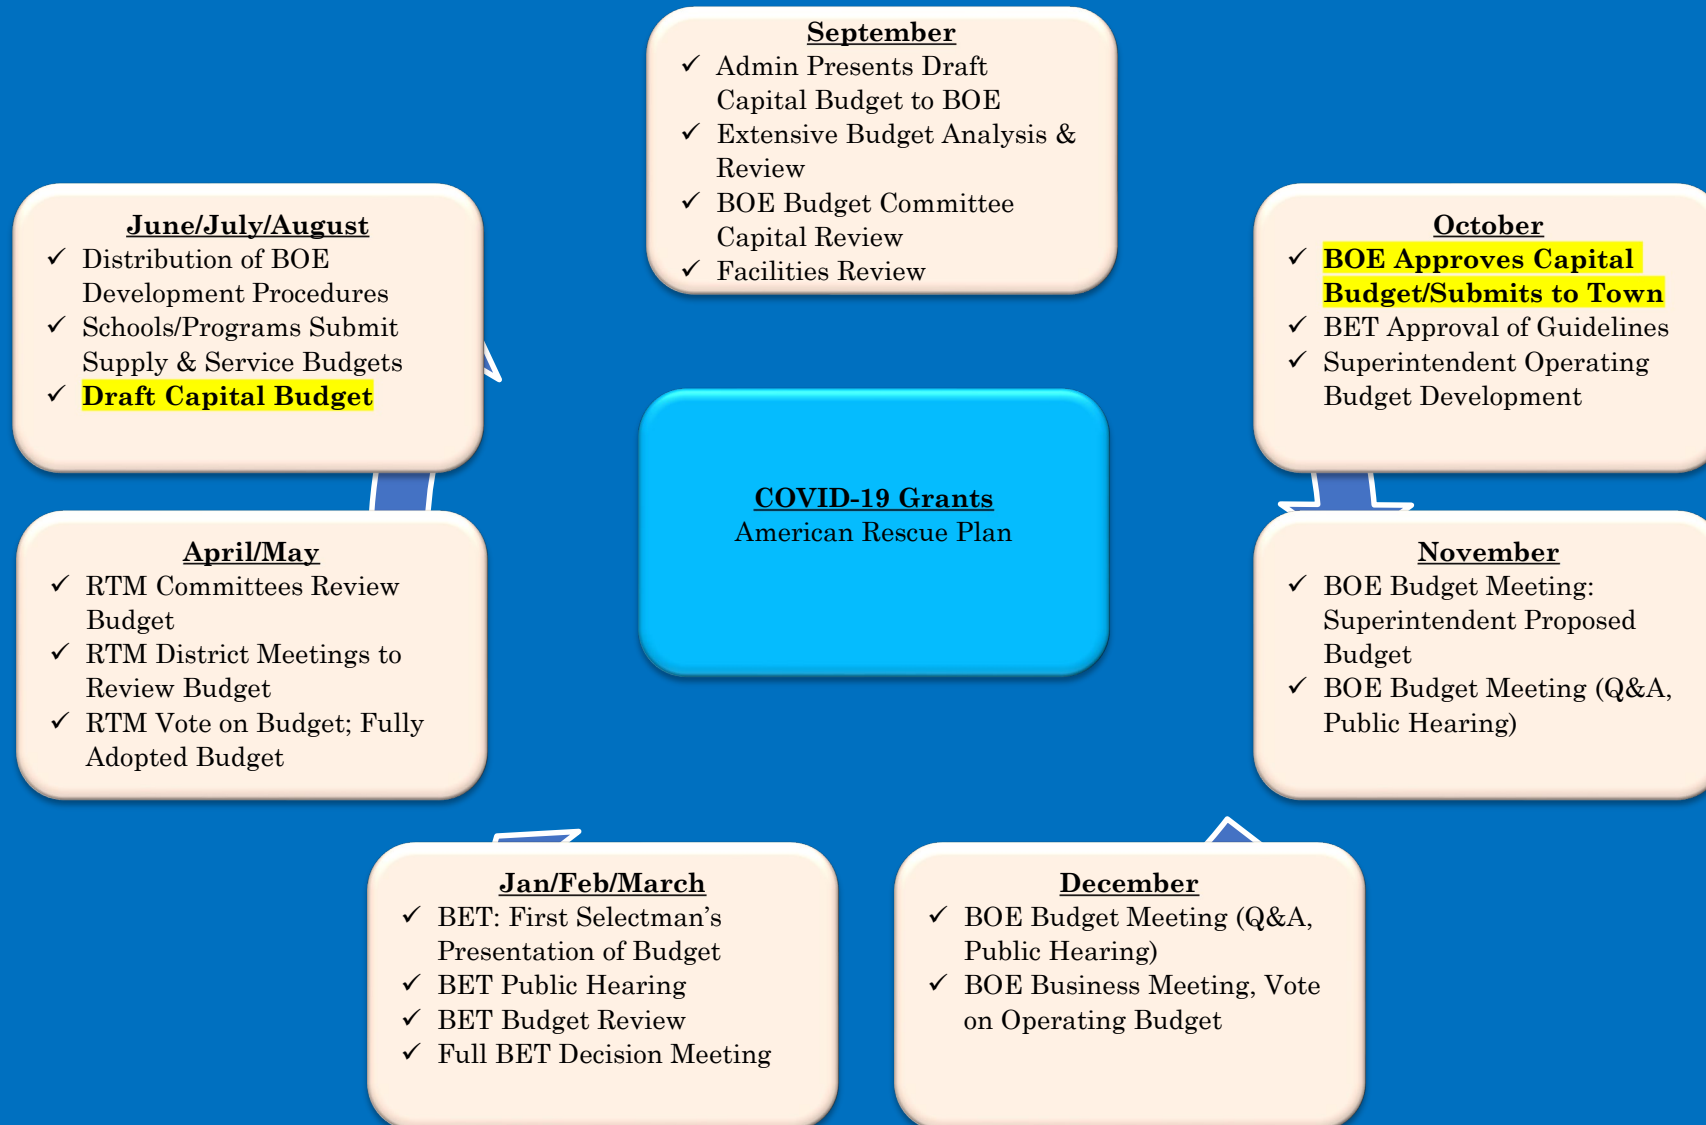 September
✓ Admin Presents Draft
Capital Budget to BOE
✓ Extensive Budget Analysis &
Review
✓ BOE Budget Committee
Capital Review
✓ Facilities Review
June/July/August
✓ Distribution of BOE
Development Procedures
✓ Schools/Programs Submit
Supply & Service Budgets
✓ Draft Capital Budget
October
✓ BOE Approves Capital
Budget/Submits to Town
✓ BET Approval of Guidelines
✓ Superintendent Operating
Budget Development
COVID-19 Grants
American Rescue Plan
April/May
✓ RTM Committees Review
Budget
✓ RTM District Meetings to
Review Budget
✓ RTM Vote on Budget; Fully
Adopted Budget
November
✓ BOE Budget Meeting:
Superintendent Proposed
Budget
✓ BOE Budget Meeting (Q&A,
Public Hearing)
Jan/Feb/March
✓ BET: First Selectman’s
Presentation of Budget
✓ BET Public Hearing
✓ BET Budget Review
✓ Full BET Decision Meeting
December
✓ BOE Budget Meeting (Q&A,
Public Hearing)
✓ BOE Business Meeting, Vote
on Operating Budget